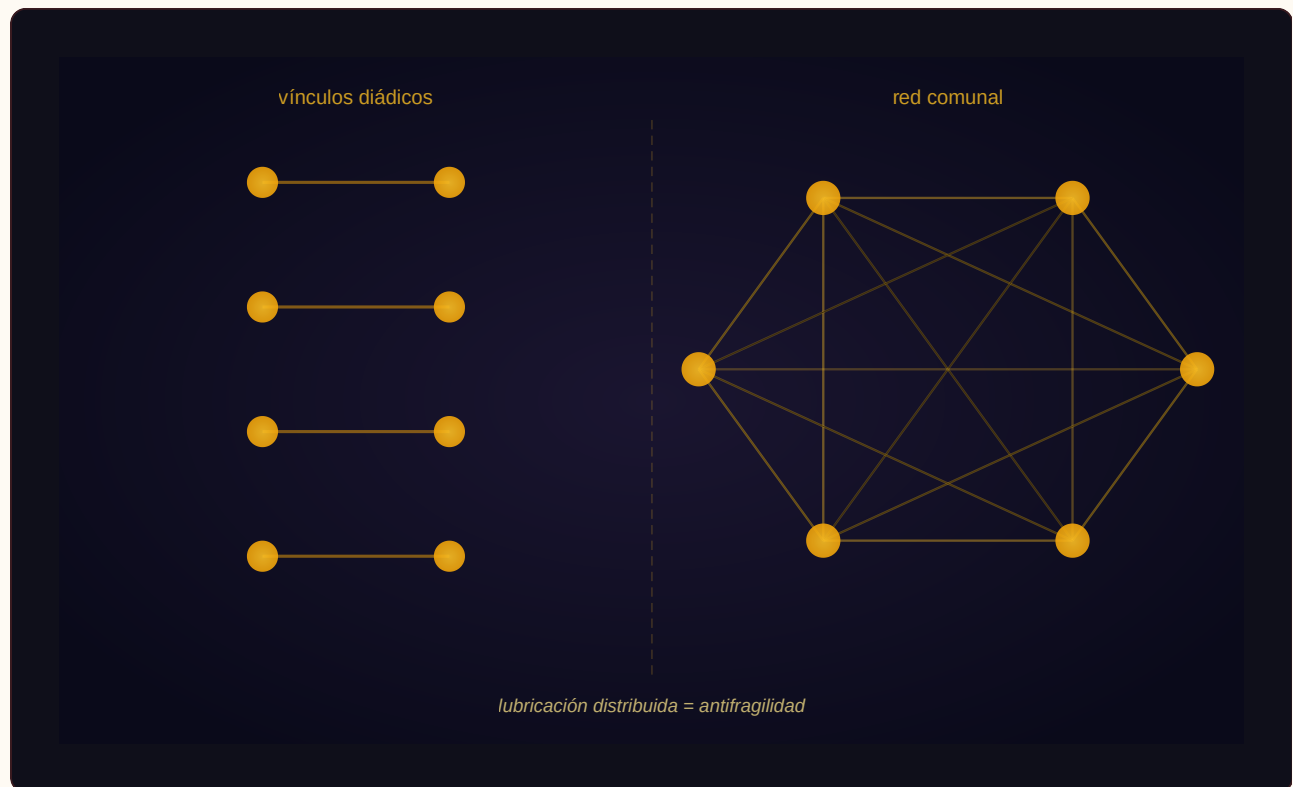 vínculos diádicos
red comunal
lubricación distribuida = antifragilidad